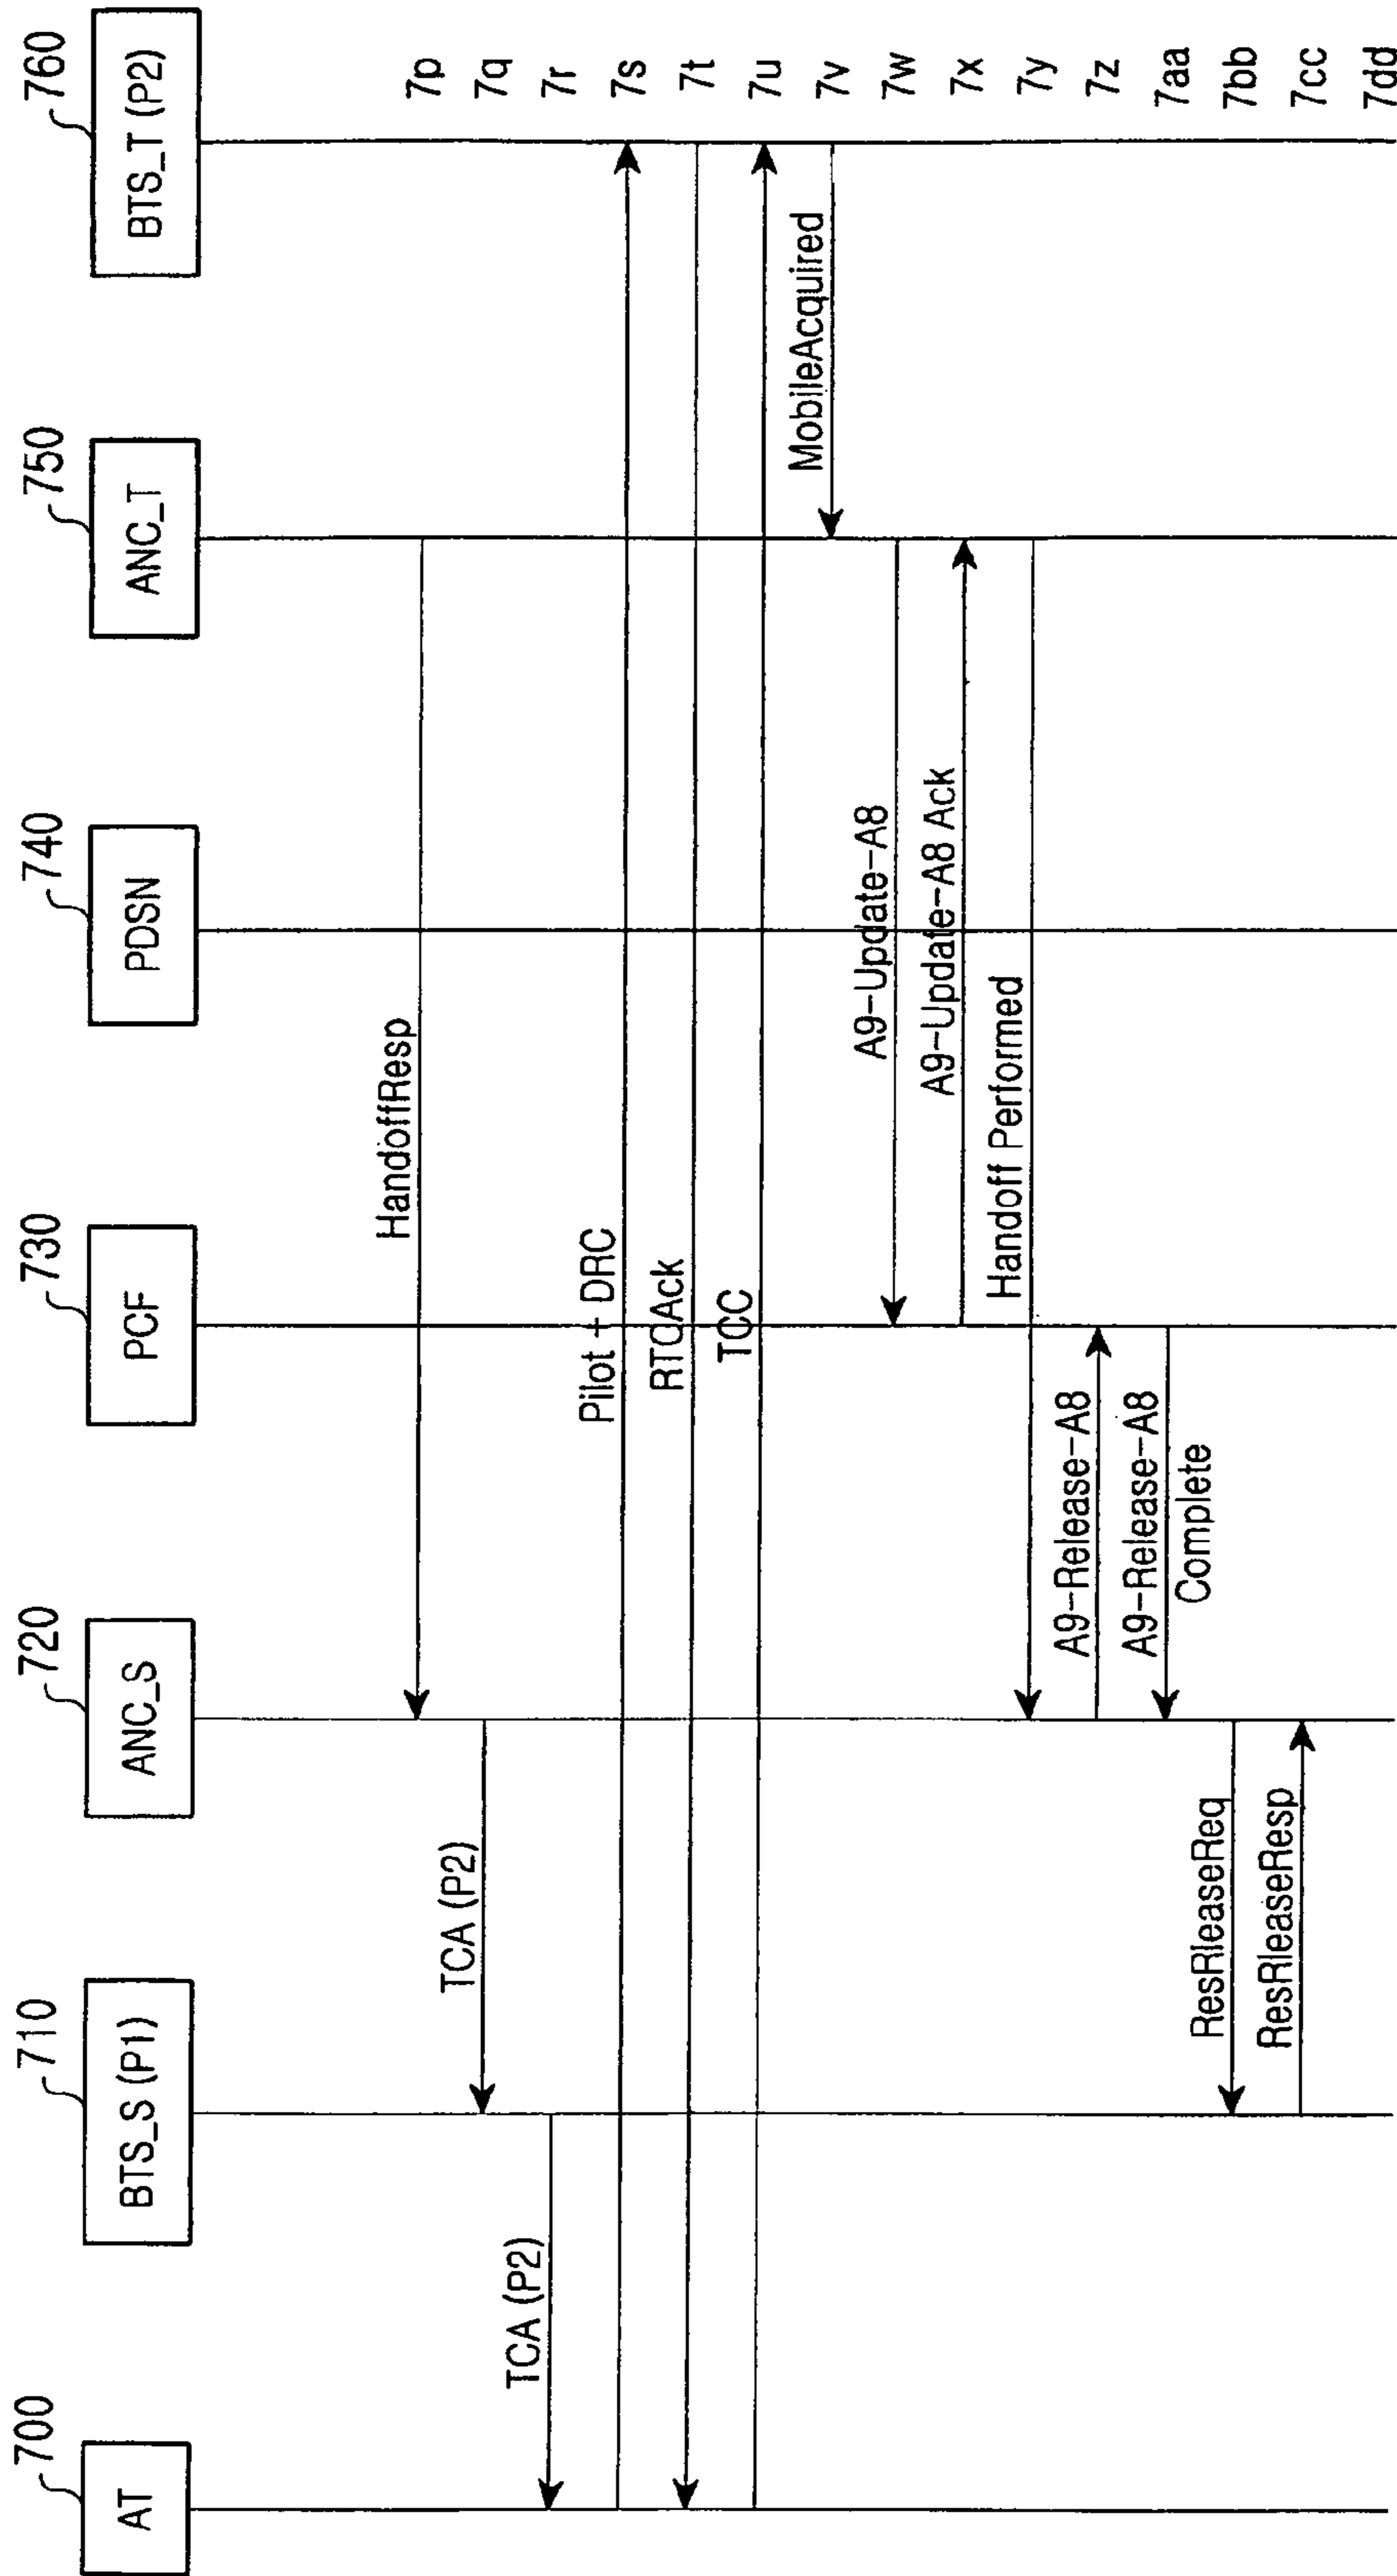 700
710
720
730
740
750
760
AT
BTS_S (P1)
ANC_S
PCF
PDSN
ANC_T
BTS_T (P2)
HandoffResp
7p
TCA (P2)
7q
TCA (P2)
7r
Pilot + DRC
7s
RTCAck
7t
TCC
7u
MobileAcquired
7v
A9-Update-A8
7w
A9-Update-A8 Ack
7x
Handoff Performed
7y
A9-Release-A8
7z
A9-Release-A8
Complete
7aa
ResRleaseReq
7bb
ResRleaseResp
7cc
7dd